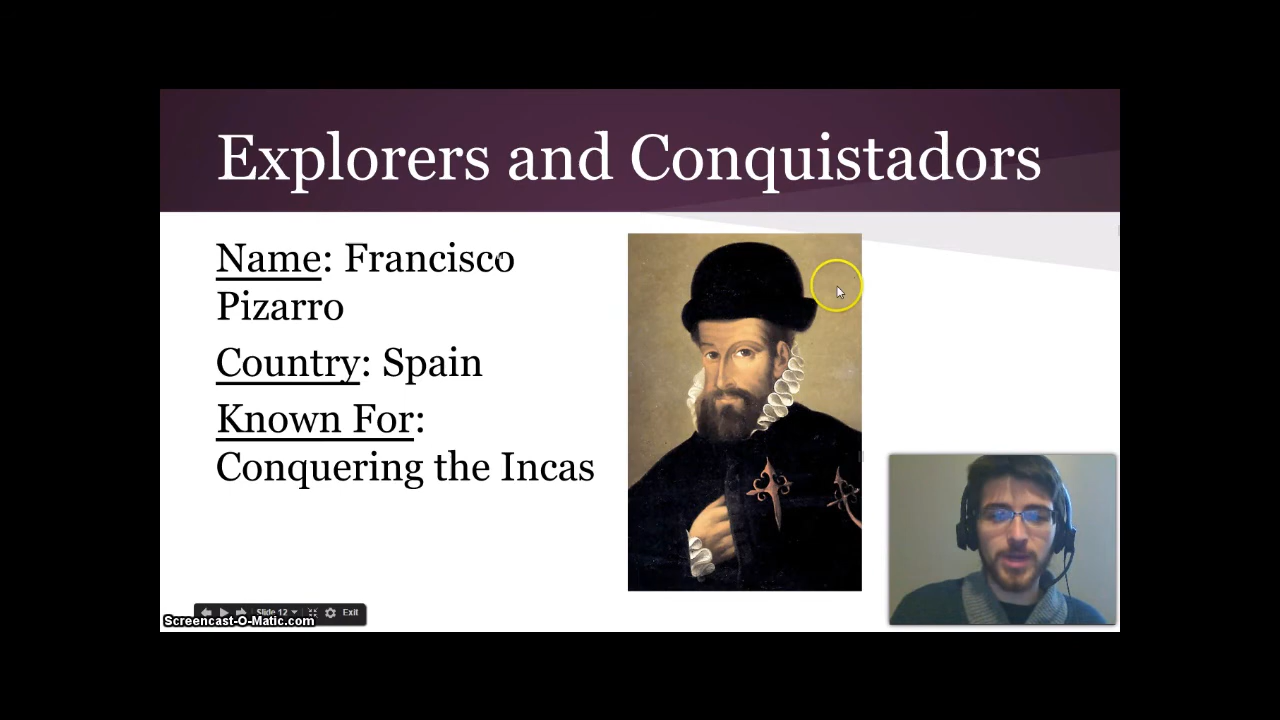 Explorers and Conquistadors
Name: Francisco
Pizarro
Country: Spain
Known For:
Conquering the Incas
Slide 12 Exit
Screencast-O-Matic.com